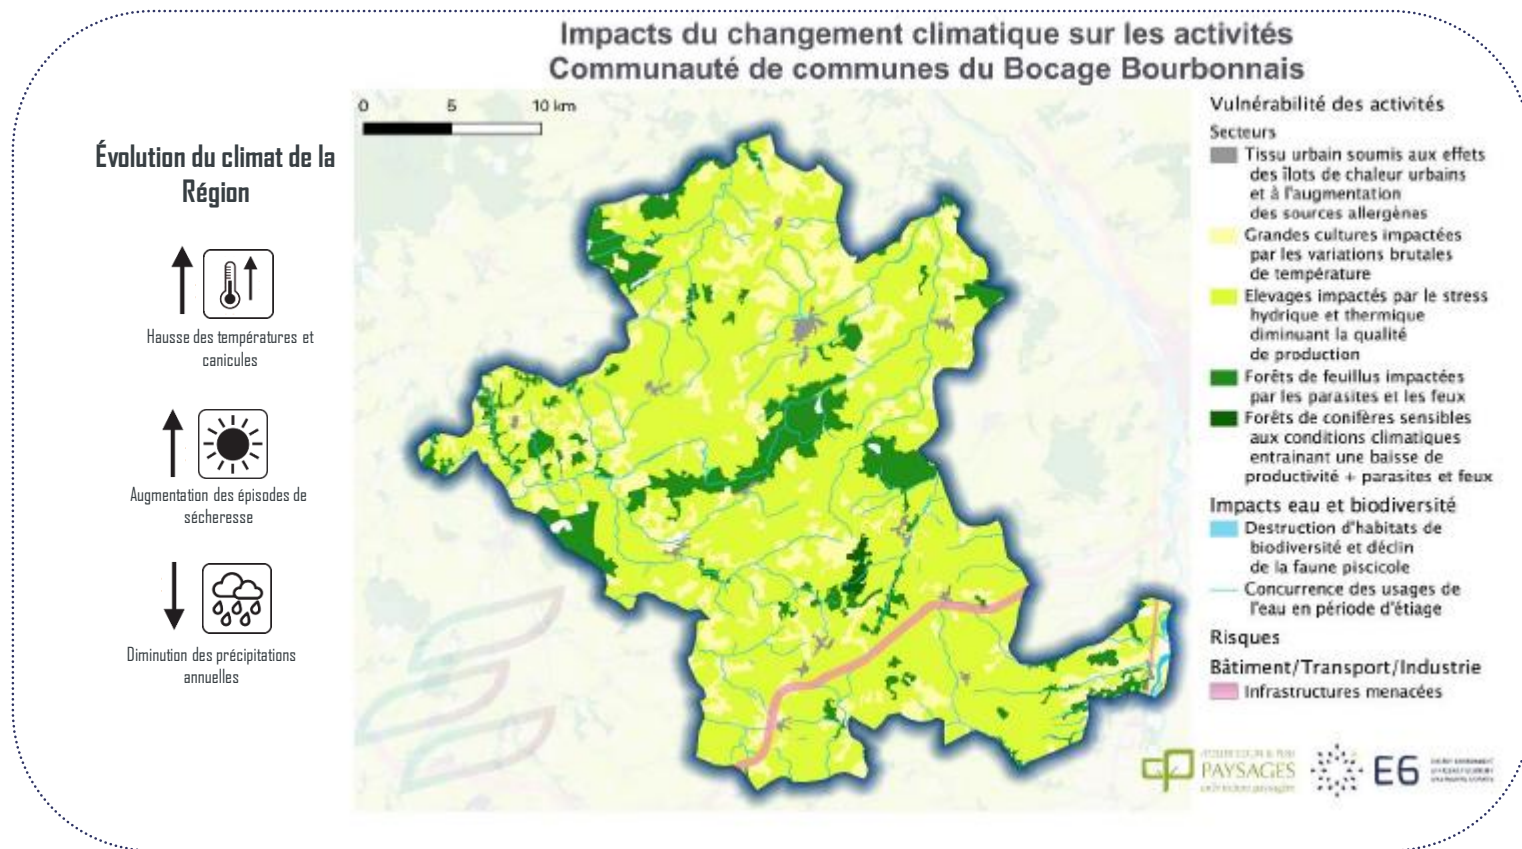 Impacts du changement climatique sur les activités
Communauté de communes du Bocage Bourbonnais
Évolution du climat de la
Région
Hausse des températures et
canicules
Augmentation des épisodes de
sécheresse
Diminution des précipitations
annuelles
0 5 10 km
Vulnérabilité des activités
Secteurs
Tissu urbain soumis aux effets
des îlots de chaleur urbains
et à l'augmentation
des sources allergènes
Grandes cultures impactées
par les variations brutales
de température
Elevages impactés par le stress
hydrique et thermique
diminuant la qualité
de production
Forêts de feuillus impactées
par les parasites et les feux
Forêts de conifères sensibles
aux conditions climatiques
entrainant une baisse de
productivité + parasites et feux
Impacts eau et biodiversité
Destruction d'habitats de
biodiversité et déclin
de la faune piscicole
Concurrence des usages de
l'eau en période d'étiage
Risques
Bâtiment/Transport/Industrie
Infrastructures menacées
PAYSAGES
E6